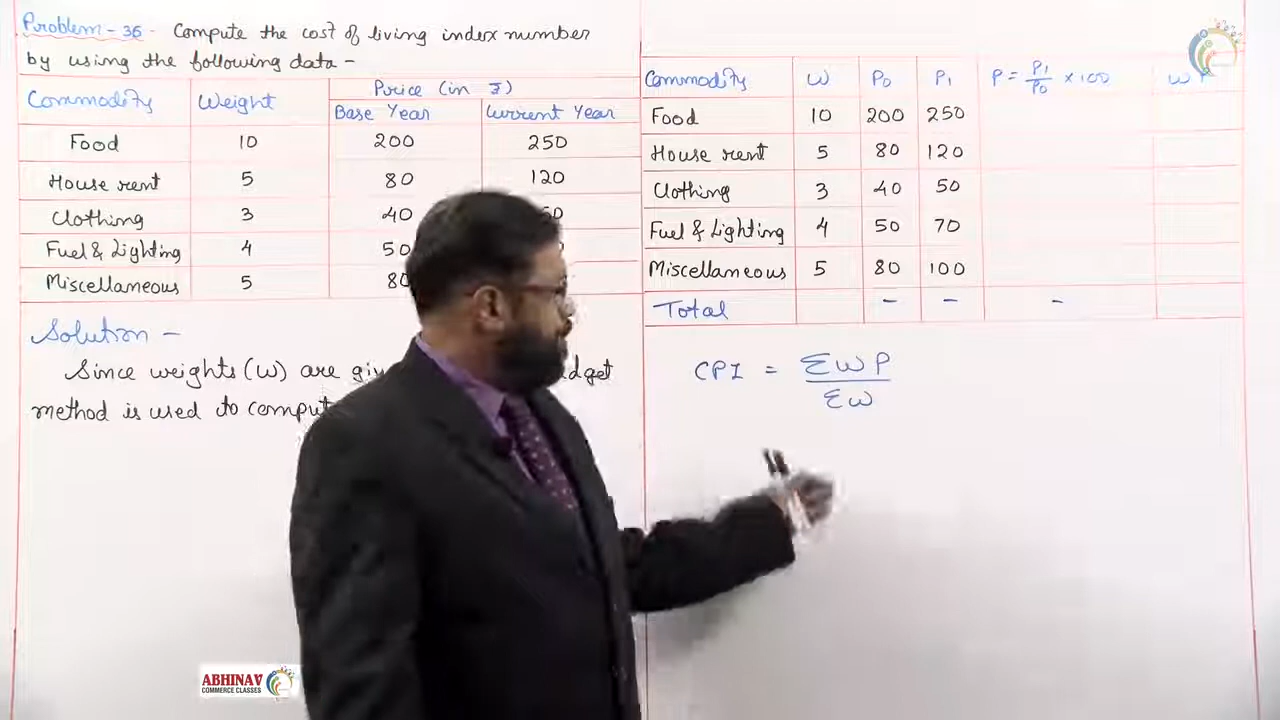 Problem - 36 - Compute the cost of living index number
by using the following data -
Commodity Weight Price (in ₹)
Base Year Current Year
Food 10 200 250
House rent 5 80 120
Clothing 3 40
Fuel & Lighting 4 50
Miscellaneous 5 80
Solution -
Since weights (W) are
method is used to
Commodity W P0 P1 P = P1/P0 × 100 W P
Food 10 200 250
House rent 5 80 120
Clothing 3 40 50
Fuel & Lighting 4 50 70
Miscellaneous 5 80 100
Total - - -
CPI = ΣWP / ΣW
ABHINAV
COMMERCE CLASSES